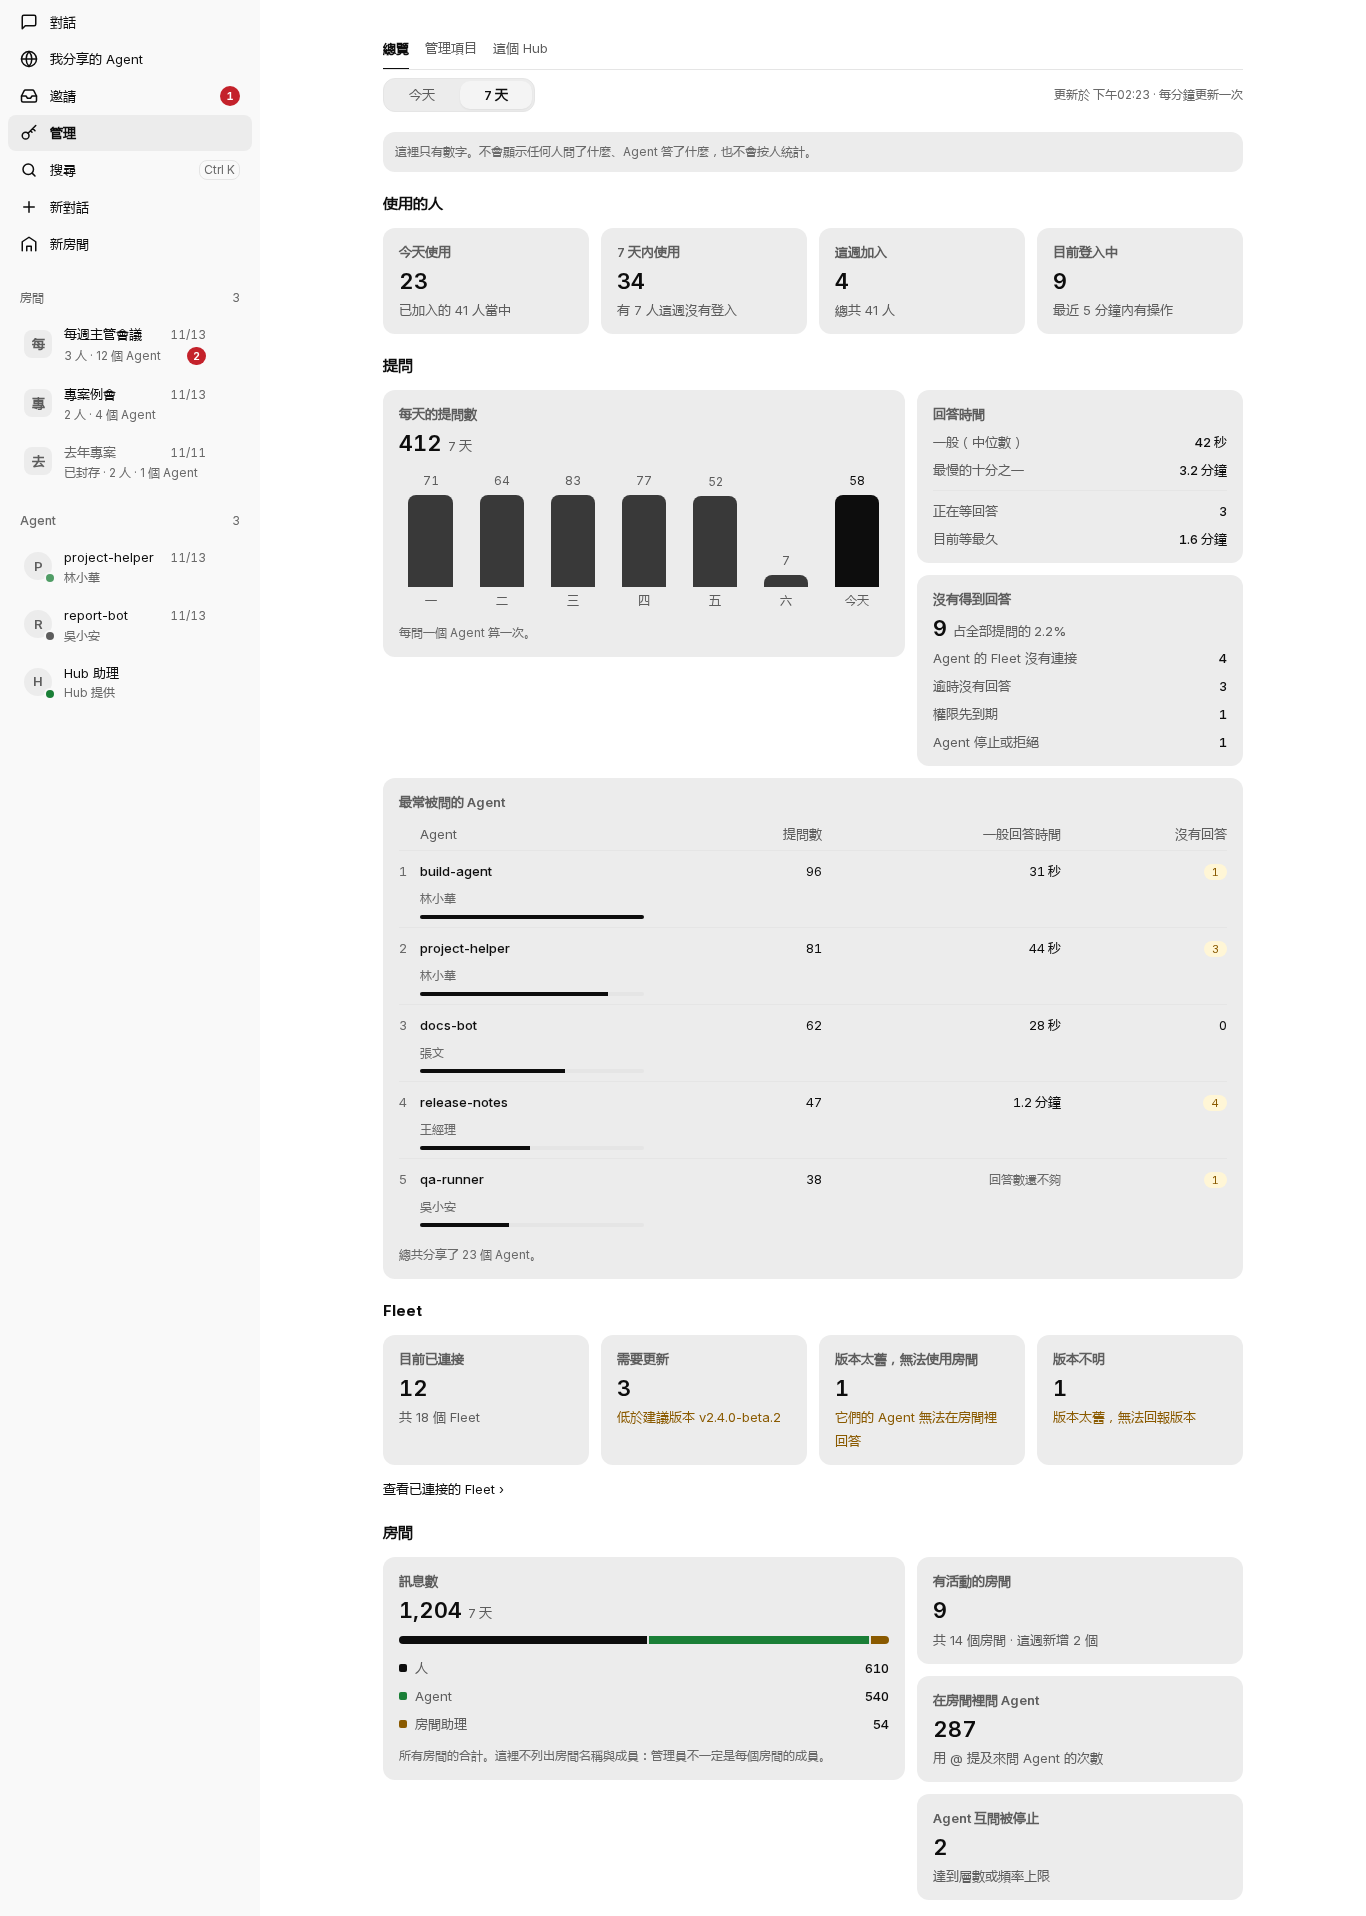 對話
我分享的 Agent
邀請 1
管理
搜尋 Ctrl K
新對話
新房間
房間 3
每 每週主管會議 11/13
3 人 · 12 個 Agent 2
專 專案例會 11/13
2 人 · 4 個 Agent
去 去年專案 11/11
已封存 · 2 人 · 1 個 Agent
Agent 3
P project-helper 11/13
林小華
R report-bot 11/13
吳小安
H Hub 助理
Hub 提供
總覽 管理項目 這個 Hub
今天 7 天 更新於 下午02:23 · 每分鐘更新一次
這裡只有數字。不會顯示任何人問了什麼、Agent 答了什麼，也不會按人統計。
使用的人
今天使用
23
已加入的 41 人當中
7 天內使用
34
有 7 人這週沒有登入
這週加入
4
總共 41 人
目前登入中
9
最近 5 分鐘內有操作
提問
每天的提問數
412 7 天
71 64 83 77 52 7 58
一 二 三 四 五 六 今天
每問一個 Agent 算一次。
回答時間
一般（中位數） 42 秒
最慢的十分之一 3.2 分鐘
正在等回答 3
目前等最久 1.6 分鐘
沒有得到回答
9 占全部提問的 2.2%
Agent 的 Fleet 沒有連接 4
逾時沒有回答 3
權限先到期 1
Agent 停止或拒絕 1
最常被問的 Agent
Agent 提問數 一般回答時間 沒有回答
1 build-agent 96 31 秒 1
林小華
2 project-helper 81 44 秒 3
林小華
3 docs-bot 62 28 秒 0
張文
4 release-notes 47 1.2 分鐘 4
王經理
5 qa-runner 38 回答數還不夠 1
吳小安
總共分享了 23 個 Agent。
Fleet
目前已連接
12
共 18 個 Fleet
需要更新
3
低於建議版本 v2.4.0-beta.2
版本太舊，無法使用房間
1
它們的 Agent 無法在房間裡
回答
版本不明
1
版本太舊，無法回報版本
查看已連接的 Fleet ›
房間
訊息數
1,204 7 天
人 610
Agent 540
房間助理 54
所有房間的合計。這裡不列出房間名稱與成員：管理員不一定是每個房間的成員。
有活動的房間
9
共 14 個房間 · 這週新增 2 個
在房間裡問 Agent
287
用 @ 提及來問 Agent 的次數
Agent 互問被停止
2
達到層數或頻率上限